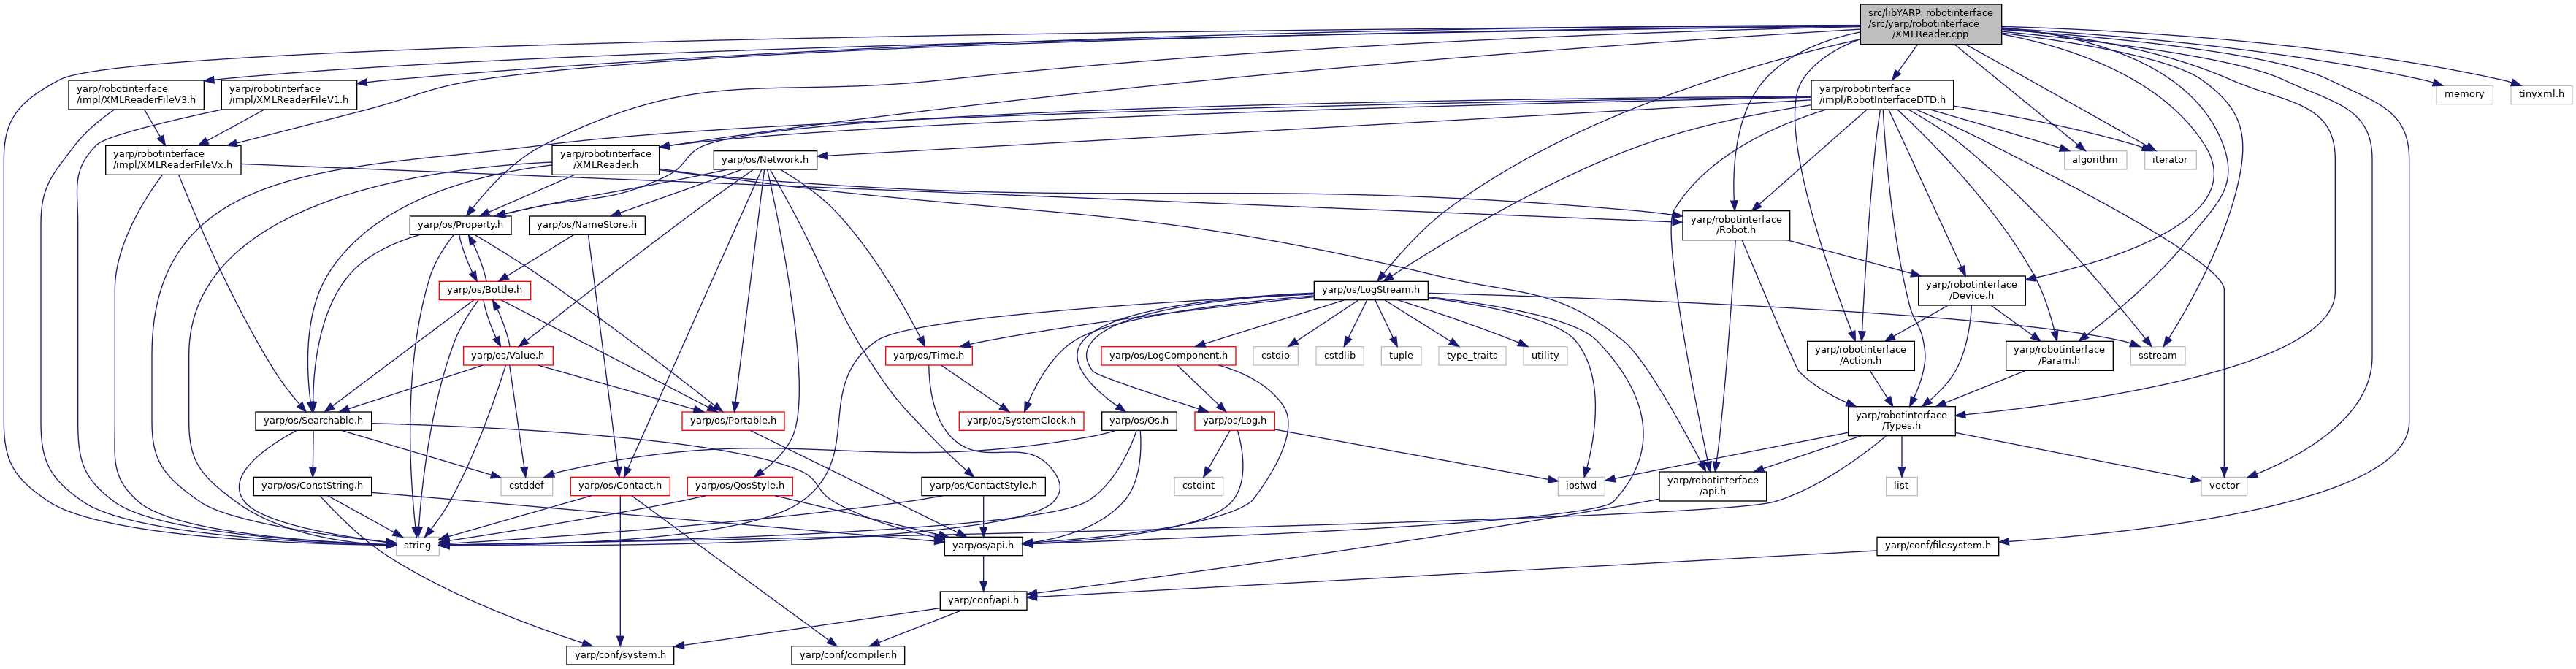 src/libYARP_robotinterface
/src/yarp/robotinterface
/XMLReader.cpp
yarp/robotinterface
/impl/XMLReaderFileV3.h
yarp/robotinterface
/impl/XMLReaderFileV1.h
yarp/robotinterface
/impl/RobotInterfaceDTD.h
memory
tinyxml.h
yarp/robotinterface
/impl/XMLReaderFileVx.h
yarp/robotinterface
/XMLReader.h
yarp/os/Network.h
algorithm
iterator
yarp/os/Property.h
yarp/os/NameStore.h
yarp/robotinterface
/Robot.h
yarp/os/Bottle.h
yarp/os/LogStream.h
yarp/robotinterface
/Device.h
yarp/os/Value.h
yarp/os/Time.h
yarp/os/LogComponent.h
cstdio
cstdlib
tuple
type_traits
utility
yarp/robotinterface
/Action.h
yarp/robotinterface
/Param.h
sstream
yarp/os/Searchable.h
yarp/os/Portable.h
yarp/os/SystemClock.h
yarp/os/Os.h
yarp/os/Log.h
yarp/robotinterface
/Types.h
yarp/os/ConstString.h
cstddef
yarp/os/Contact.h
yarp/os/QosStyle.h
yarp/os/ContactStyle.h
cstdint
iosfwd
yarp/robotinterface
/api.h
list
vector
string
yarp/os/api.h
yarp/conf/filesystem.h
yarp/conf/api.h
yarp/conf/system.h
yarp/conf/compiler.h